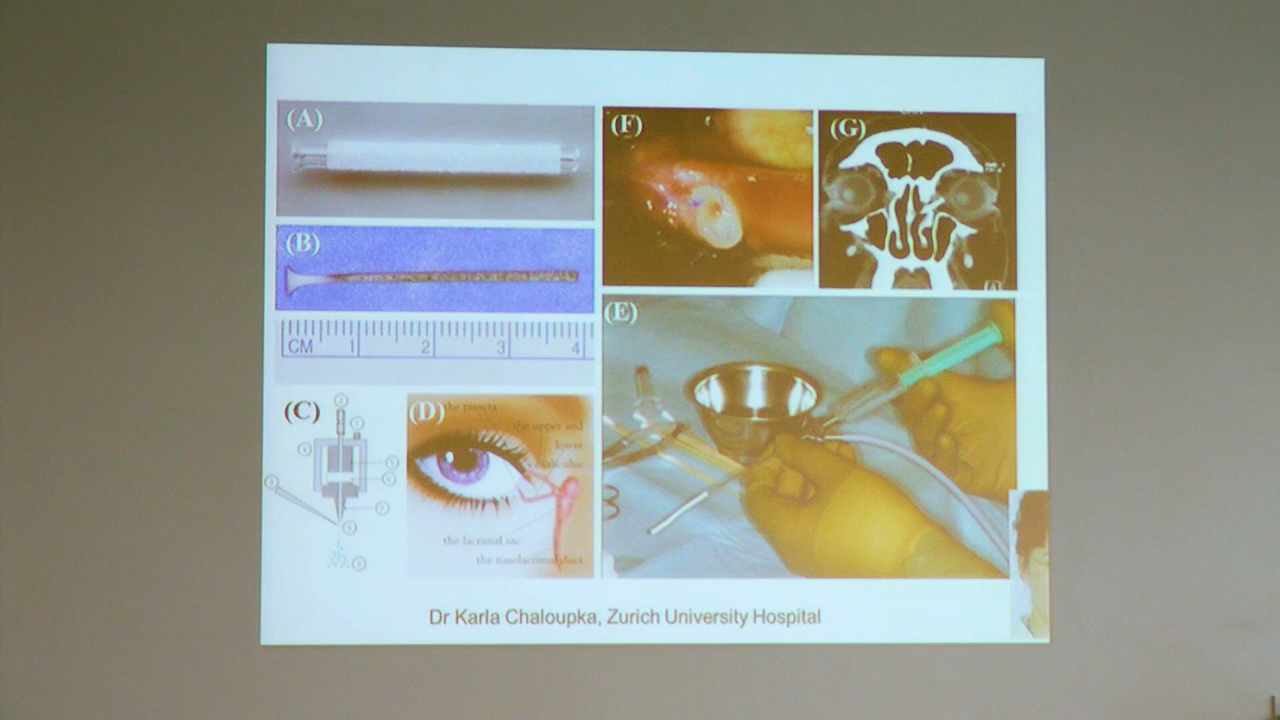 (A)
(B)
CM 1 2 3 4
(C)
(D)
the puncta
the upper and
lower
the lacrimal sac
the nasolacrimal duct
(F)
(G)
(E)
Dr Karla Chaloupka, Zurich University Hospital